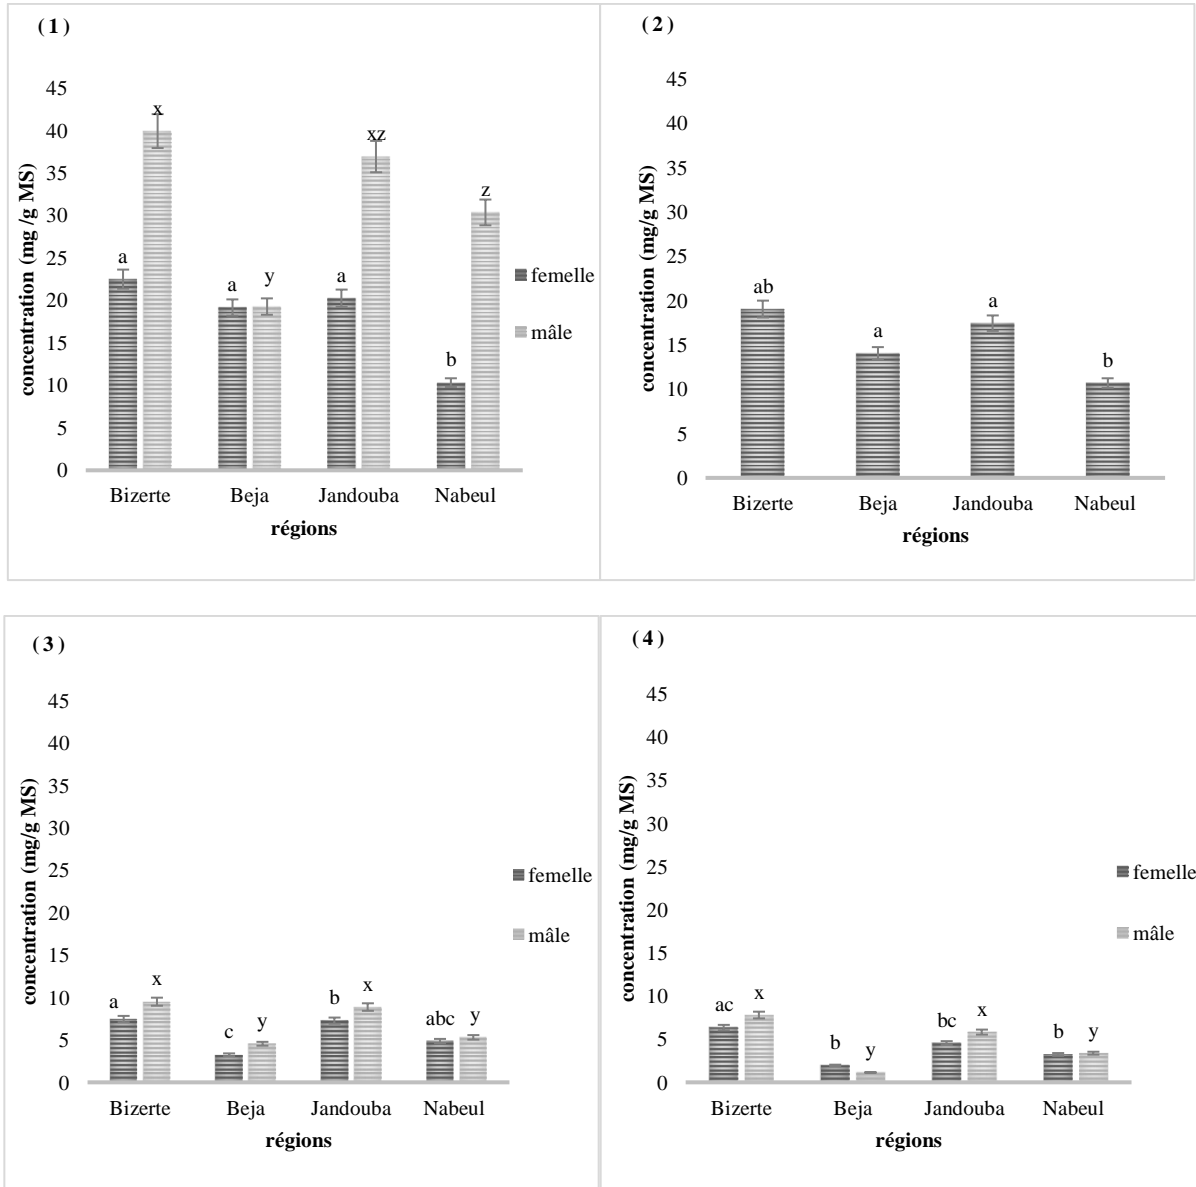 (1)
concentration (mg /g MS)
45
40
35
30
25
20
15
10
5
0
x
xz
z
a
a
y
a
b
femelle
mâle
Bizerte Beja Jandouba Nabeul
régions
(2)
concentration (mg/g MS)
45
40
35
30
25
20
15
10
5
0
ab
a
a
b
Bizerte Beja Jandouba Nabeul
régions
(3)
concentration (mg/g MS)
45
40
35
30
25
20
15
10
5
0
a
x
c
y
b
x
abc
y
femelle
mâle
Bizerte Beja Jandouba Nabeul
régions
(4)
concentration (mg/g MS)
45
40
35
30
25
20
15
10
5
0
ac
x
b
y
bc
x
b
y
femelle
mâle
Bizerte Beja Jandouba Nabeul
régions